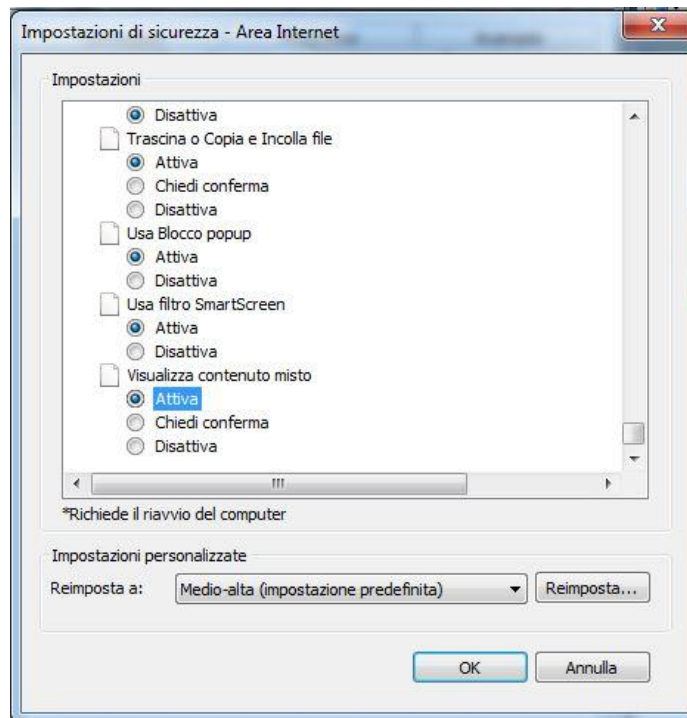 Impostazioni di sicurezza - Area Internet
Impostazioni
Disattiva
Trascina o Copia e Incolla file
Attiva
Chiedi conferma
Disattiva
Usa Blocco popup
Attiva
Disattiva
Usa filtro SmartScreen
Attiva
Disattiva
Visualizza contenuto misto
Attiva
Chiedi conferma
Disattiva
*Richiede il riavvio del computer
Impostazioni personalizzate
Reimposta a: Medio-alta (impostazione predefinita) Reimposta...
OK Annulla